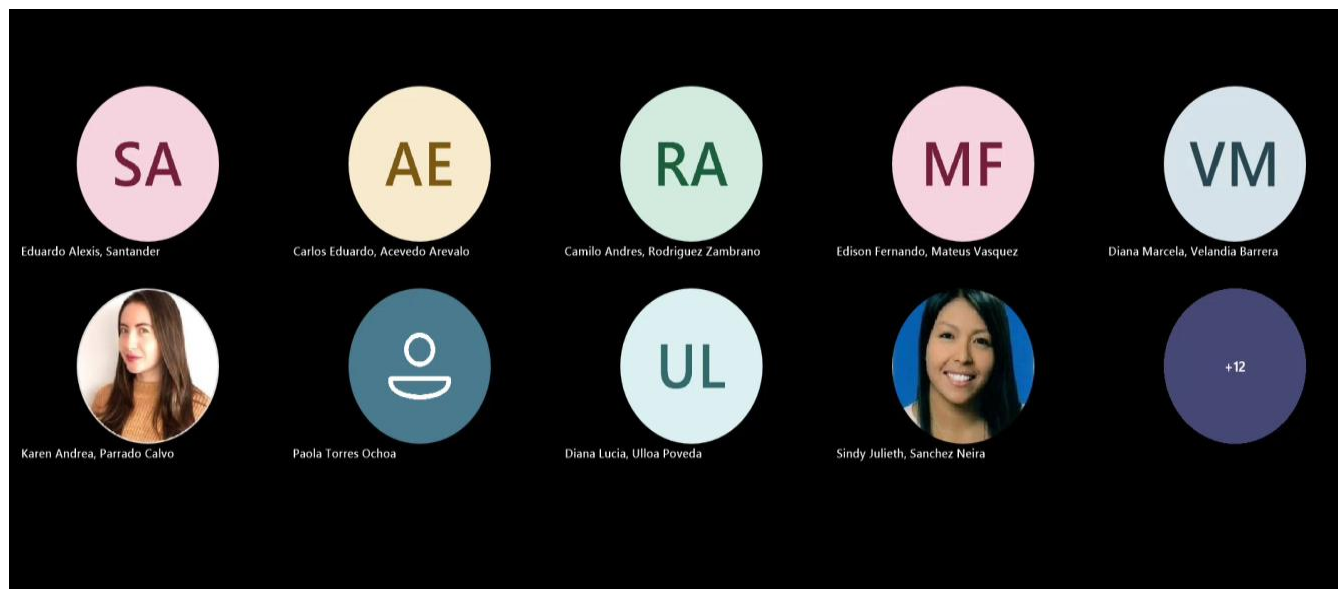 SA
AE
RA
MF
VM
Eduardo Alexis, Santander
Carlos Eduardo, Acevedo Arevalo
Camilo Andres, Rodriguez Zambrano
Edison Fernando, Mateus Vasquez
Diana Marcela, Velandia Barrera
UL
+12
Karen Andrea, Parrado Calvo
Paola Torres Ochoa
Diana Lucia, Ulloa Poveda
Sindy Julieth, Sanchez Neira